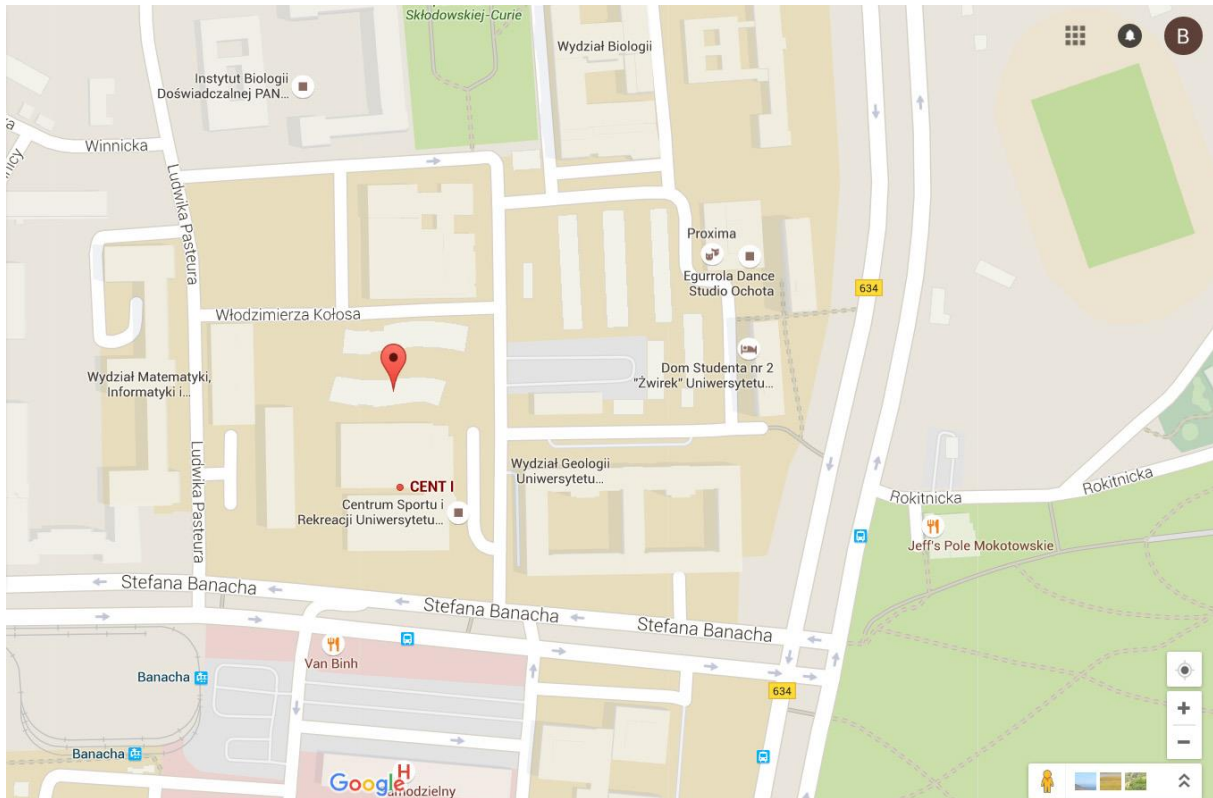 Skłodowskiej-Curie
Wydział Biologii
B
Instytut Biologii
Doświadczalnej PAN...
Winnicka
Ludwika Pasteura
Proxima
Egurrola Dance
Studio Ochota
634
Włodzimierza Kołosa
Wydział Matematyki,
Informatyki i...
Dom Studenta nr 2
"Żwirek" Uniwersytetu...
Ludwika Pasteura
Wydział Geologii
Uniwersytetu...
CENT I
Centrum Sportu i
Rekreacji Uniwersytetu...
Rokitnicka
Rokitnicka
Jeff's Pole Mokotowskie
Stefana Banacha
Stefana Banacha
Stefana Banacha
Van Binh
Banacha
634
Banacha
H
Google